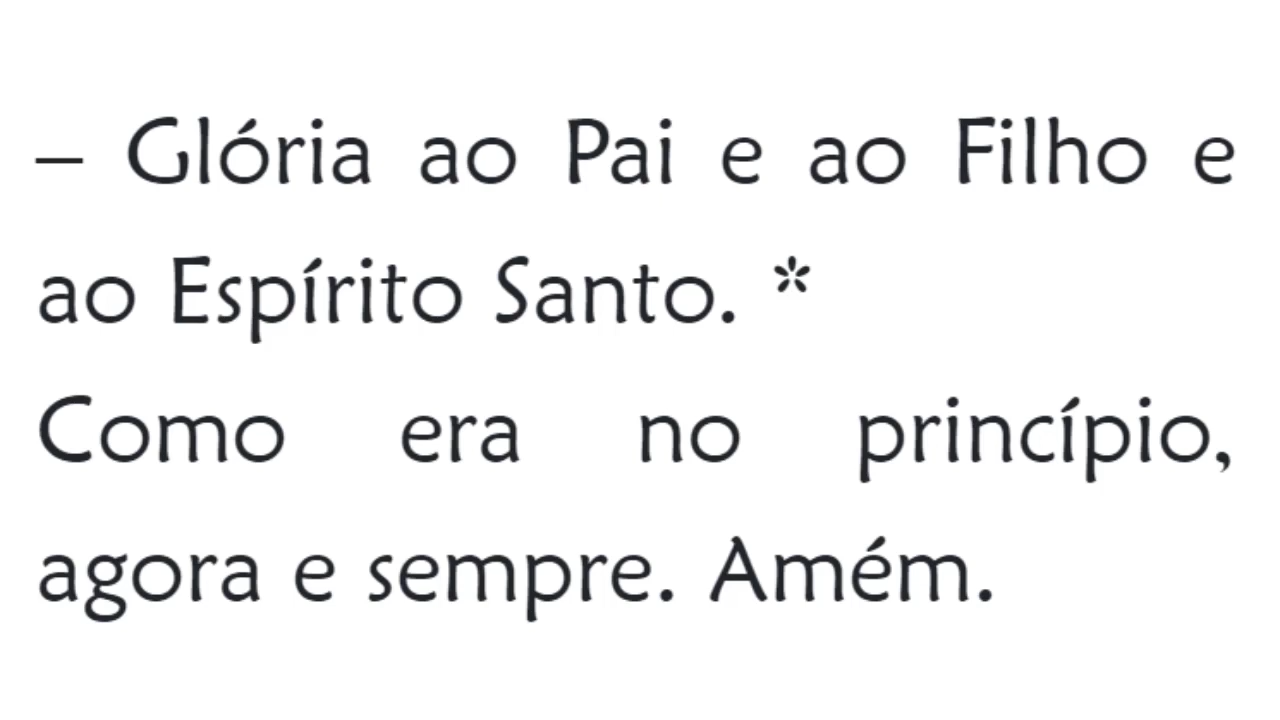 – Glória ao Pai e ao Filho e
ao Espírito Santo. *
Como era no princípio,
agora e sempre. Amém.